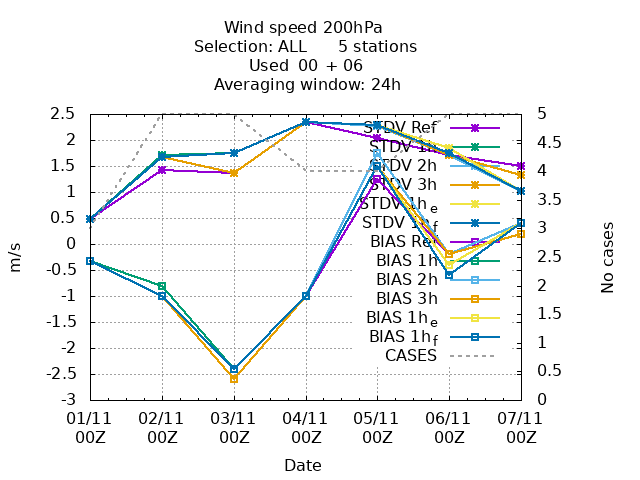 Wind speed 200hPa
Selection: ALL 5 stations
Used 00 + 06
Averaging window: 24h
2.5
2
1.5
1
0.5
0
-0.5
-1
-1.5
-2
-2.5
-3
m/s
5
4.5
4
3.5
3
2.5
2
1.5
1
0.5
0
No cases
STDV Ref
STDV 1h
STDV 2h
STDV 3h
STDV 1h e
STDV 1h f
BIAS Ref
BIAS 1h
BIAS 2h
BIAS 3h
BIAS 1h e
BIAS 1h f
CASES
01/11 02/11 03/11 04/11 05/11 06/11 07/11
00Z 00Z 00Z 00Z 00Z 00Z 00Z
Date